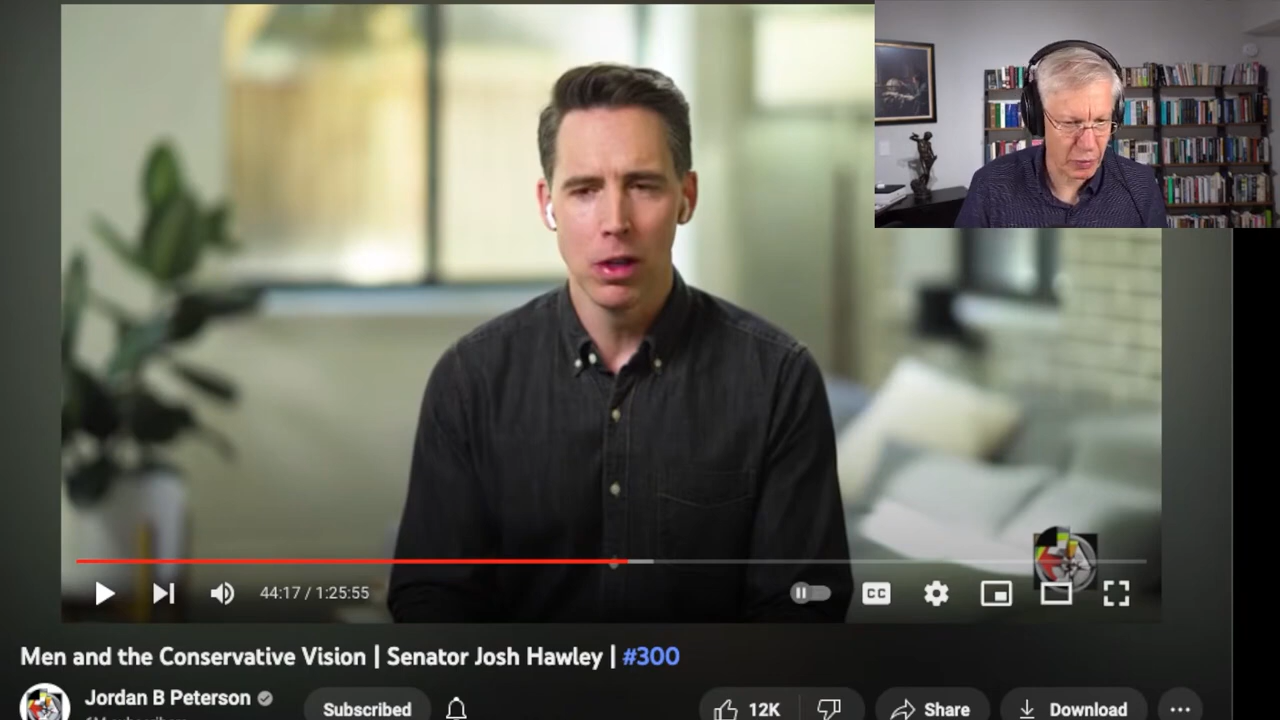 44:17 / 1:25:55
CC
Men and the Conservative Vision | Senator Josh Hawley | #300
Jordan B Peterson
Subscribed
12K
Share
Download